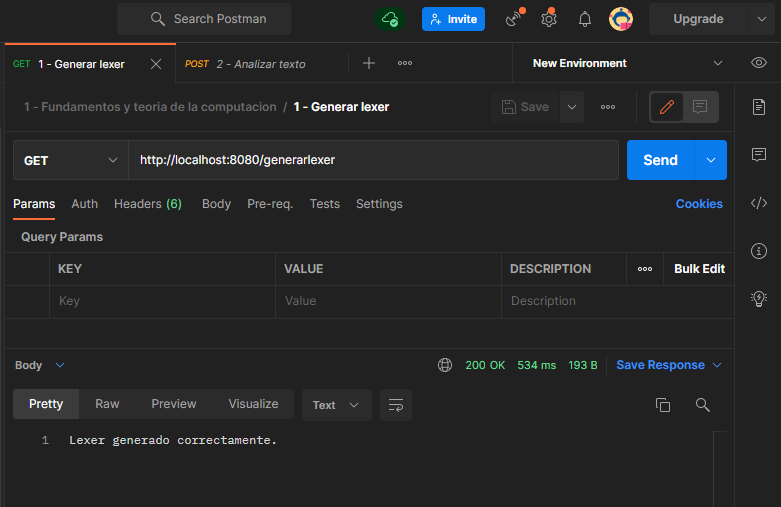 Search Postman Invite Upgrade
GET 1 - Generar lexer POST 2 - Analizar texto New Environment
1 - Fundamentos y teoria de la computacion / 1 - Generar lexer Save
GET http://localhost:8080/generarlexer Send
Params Auth Headers (6) Body Pre-req. Tests Settings Cookies
Query Params
KEY VALUE DESCRIPTION Bulk Edit
Key Value Description
Body 200 OK 534 ms 193 B Save Response
Pretty Raw Preview Visualize Text
1 Lexer generado correctamente.